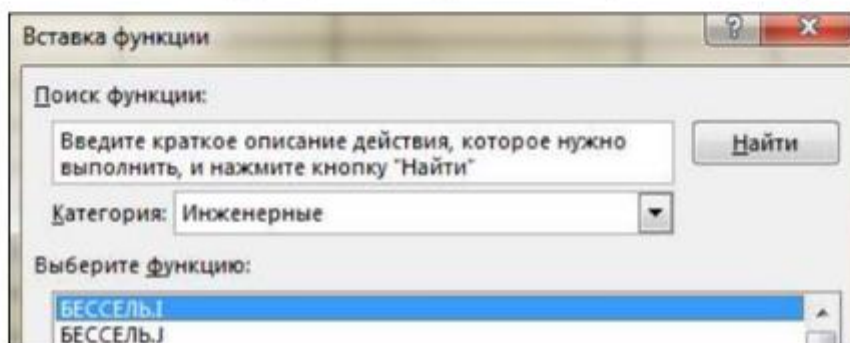 Вставка функции
Поиск функции:
Введите краткое описание действия, которое нужно
выполнить, и нажмите кнопку "Найти"
Найти
Категория: Инженерные
Выберите функцию:
БЕССЕЛЬ.I
БЕССЕЛЬ.J